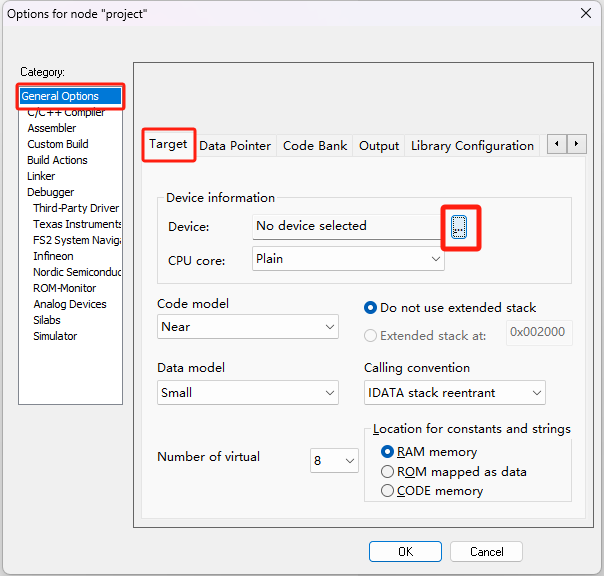 Options for node "project"
Category:
General Options
C/C++ Compiler
Assembler
Custom Build
Build Actions
Linker
Debugger
Third-Party Driver
Texas Instruments
FS2 System Naviga
Infineon
Nordic Semiconduc
ROM-Monitor
Analog Devices
Silabs
Simulator
Target Data Pointer Code Bank Output Library Configuration
Device information
Device: No device selected
CPU core: Plain
Code model
Near
Do not use extended stack
Extended stack at: 0x002000
Data model
Small
Calling convention
IDATA stack reentrant
Number of virtual 8
Location for constants and strings
RAM memory
ROM mapped as data
CODE memory
OK Cancel